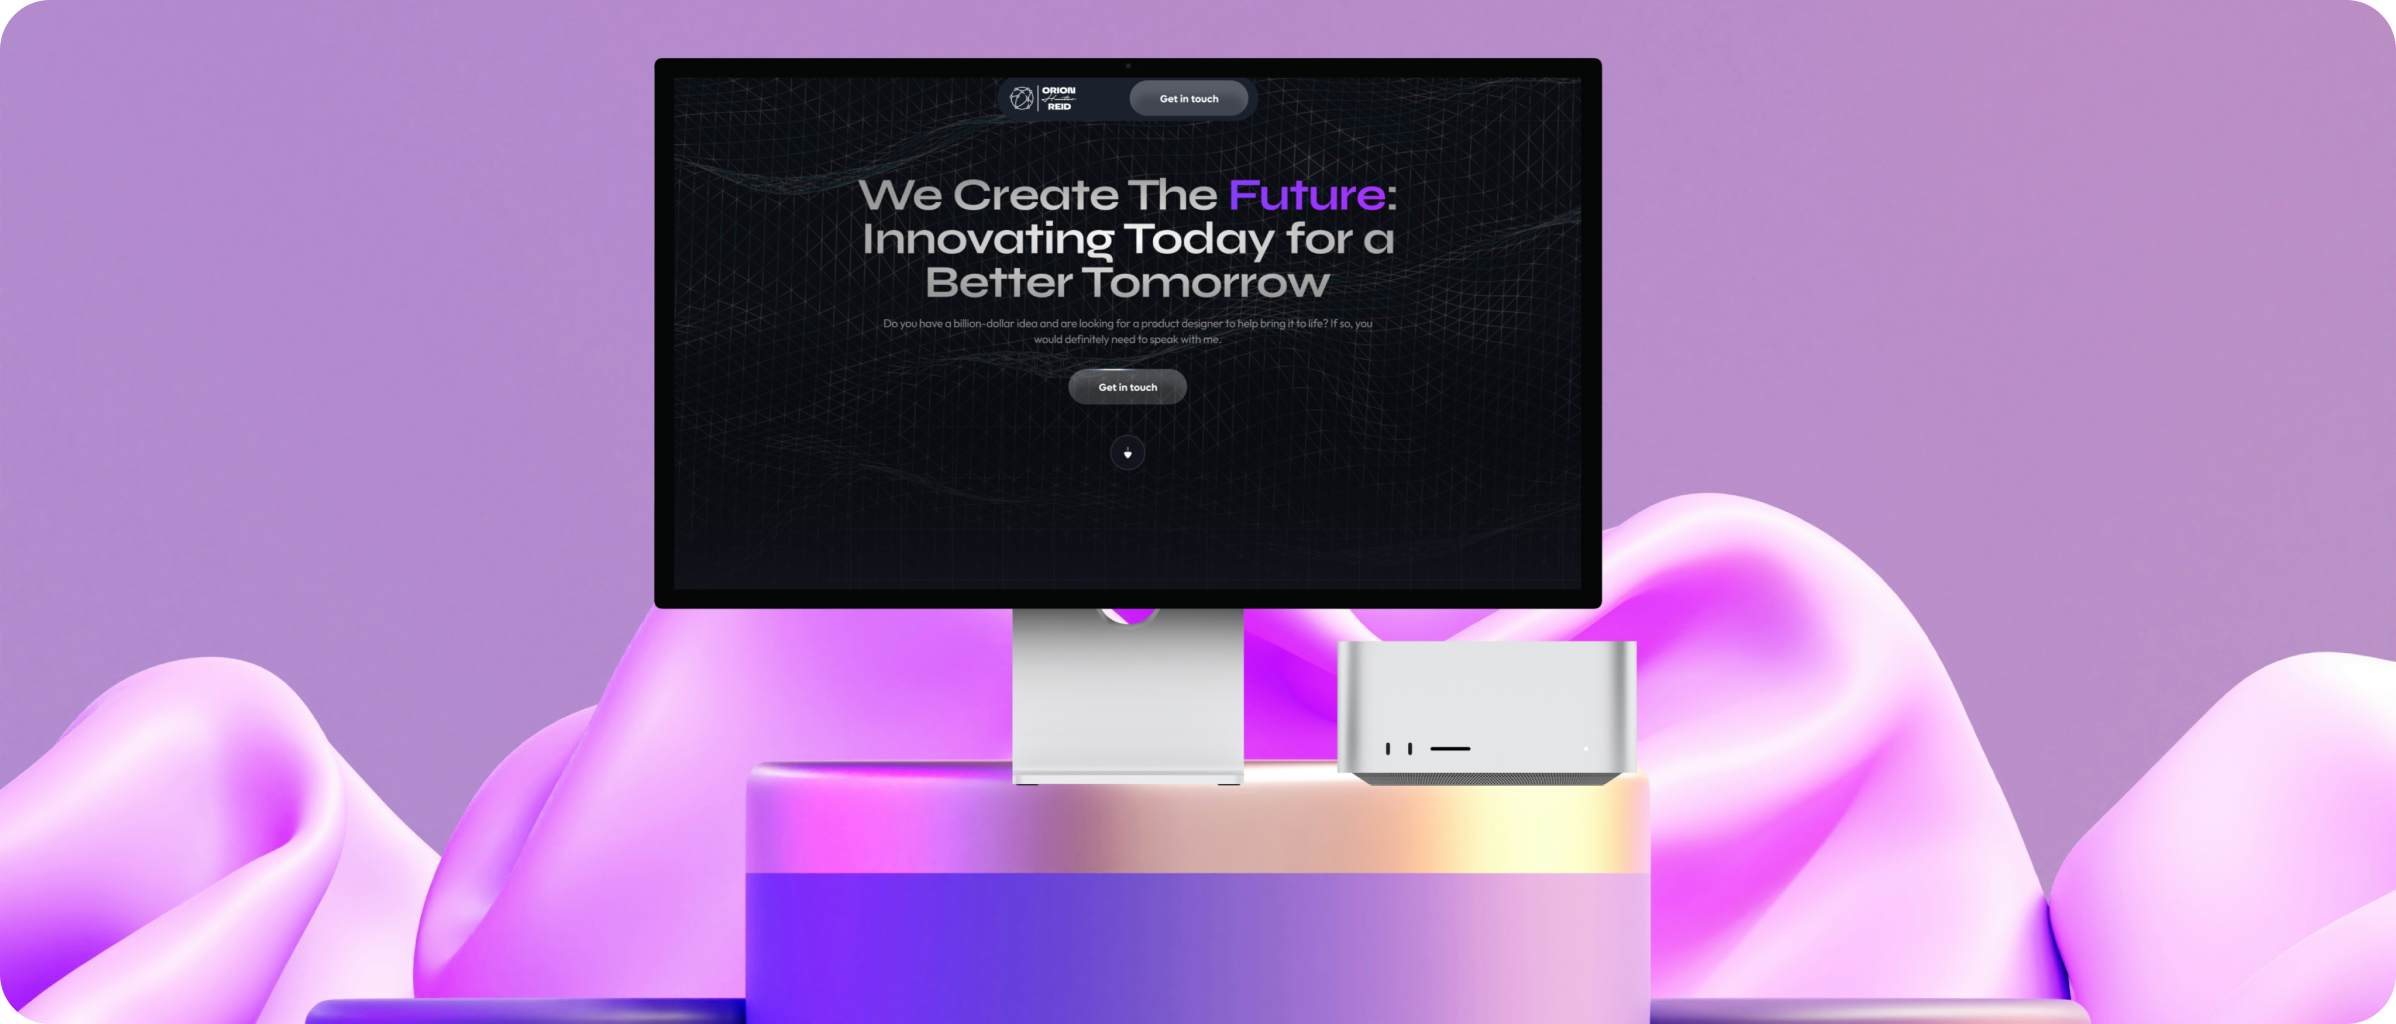 ORION
Hunter
REID
Get in touch
We Create The Future:
Innovating Today for a
Better Tomorrow
Do you have a billion-dollar idea and are looking for a product designer to help bring it to life? If so, you
would definitely need to speak with me.
Get in touch